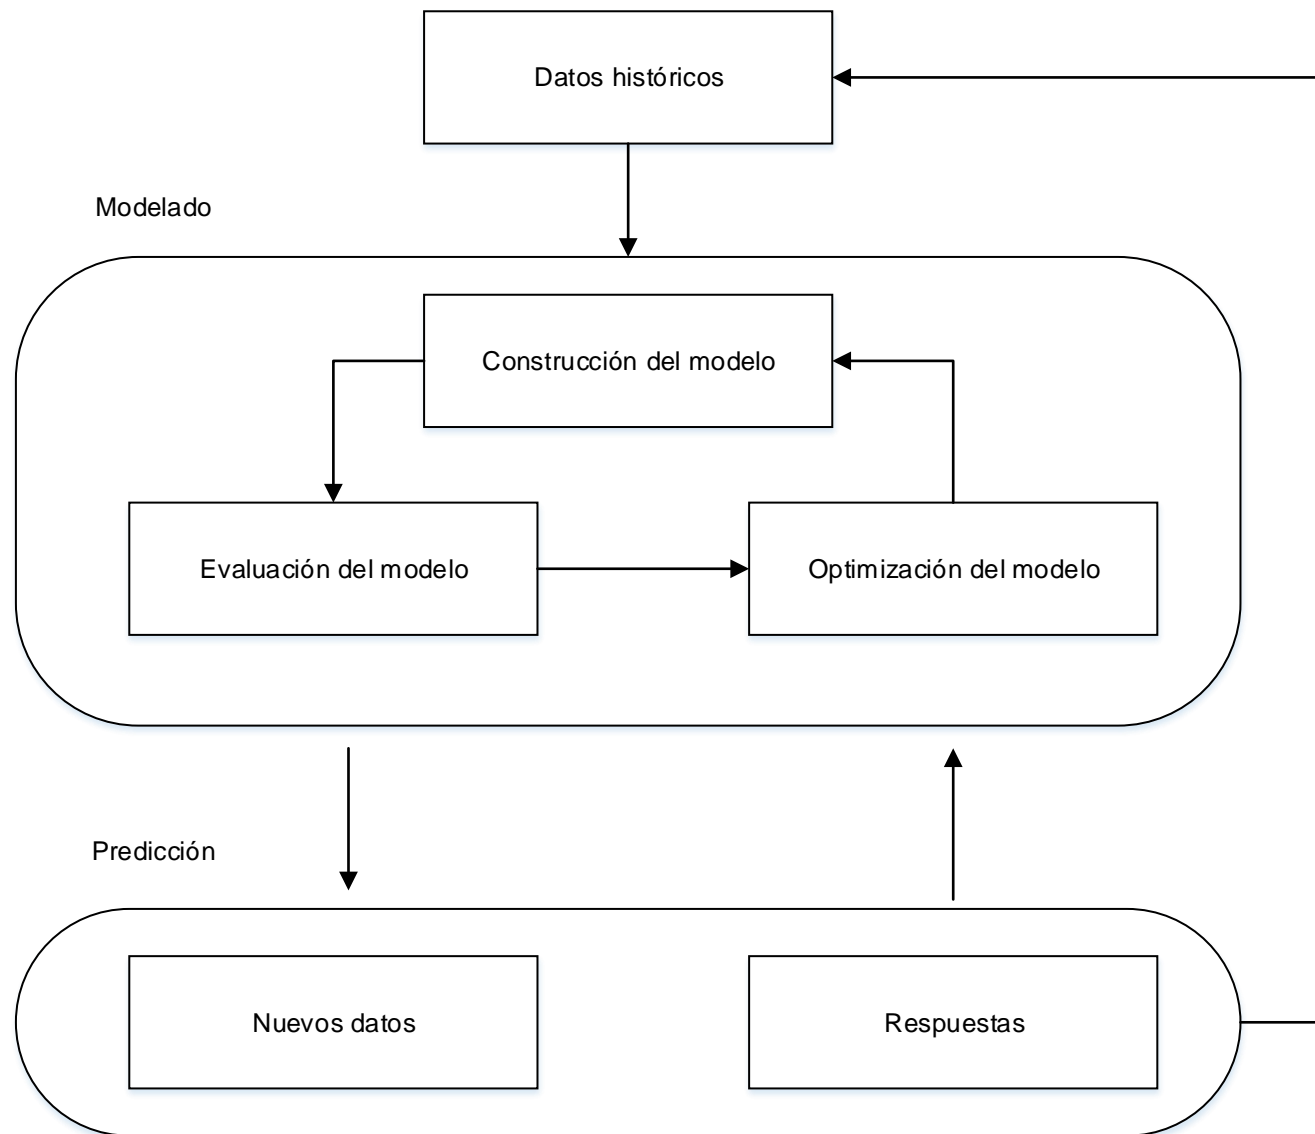 Datos históricos
Modelado
Construcción del modelo
Evaluación del modelo
Optimización del modelo
Predicción
Nuevos datos
Respuestas